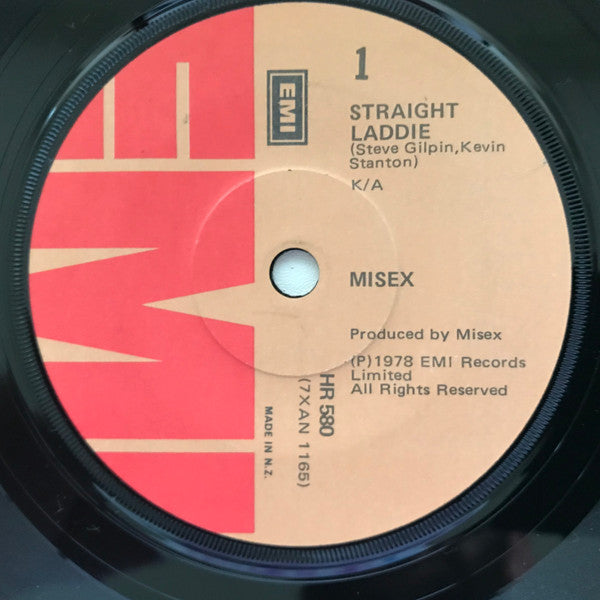 EMI
EMI
1
STRAIGHT
LADDIE
(Steve Gilpin,Kevin
Stanton)
K/A
MISEX
Produced by Misex
(P)1978 EMI Records
Limited
All Rights Reserved
HR 580
(7XAN 1165)
MADE IN N.Z.